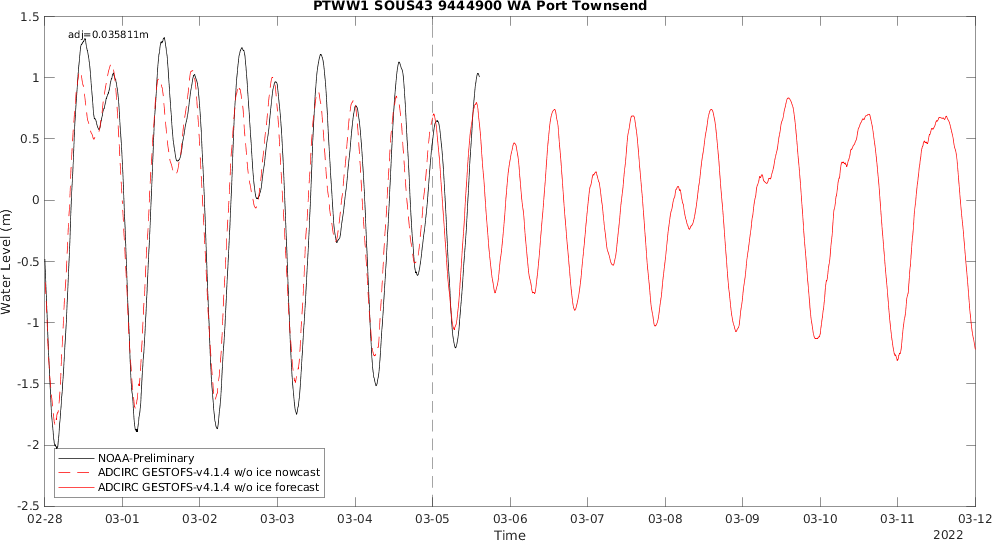 PTWW1 SOUS43 9444900 WA Port Townsend
adj=0.035811m
1.5
1
0.5
0
-0.5
-1
-1.5
-2
-2.5
Water Level (m)
NOAA-Preliminary
ADCIRC GESTOFS-v4.1.4 w/o ice nowcast
ADCIRC GESTOFS-v4.1.4 w/o ice forecast
02-28 03-01 03-02 03-03 03-04 03-05 03-06 03-07 03-08 03-09 03-10 03-11 03-12
Time
2022